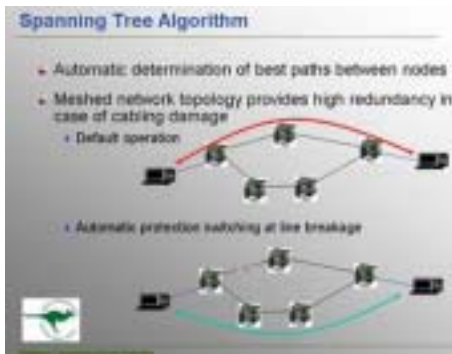 Spanning Tree Algorithm
Automatic determination of best paths between nodes
Meshed network topology provides high redundancy in
case of cabling damage
Default operation
Automatic protection switching at line breakage